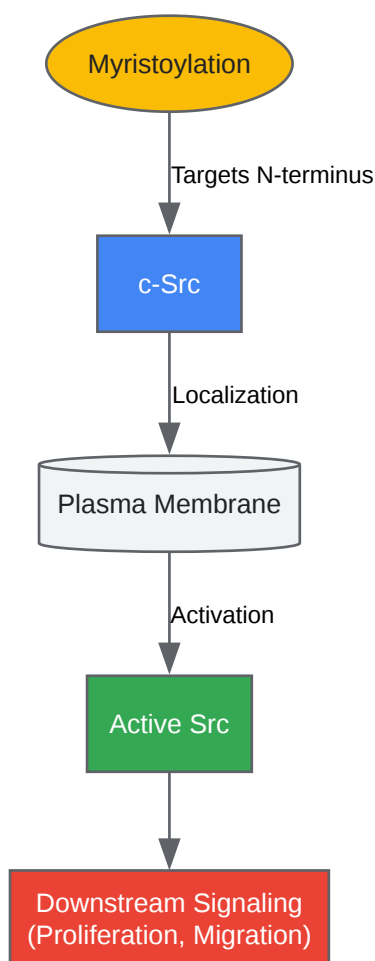 Myristoylation
Targets N-terminus
c-Src
Localization
Plasma Membrane
Activation
Active Src
Downstream Signaling
(Proliferation, Migration)